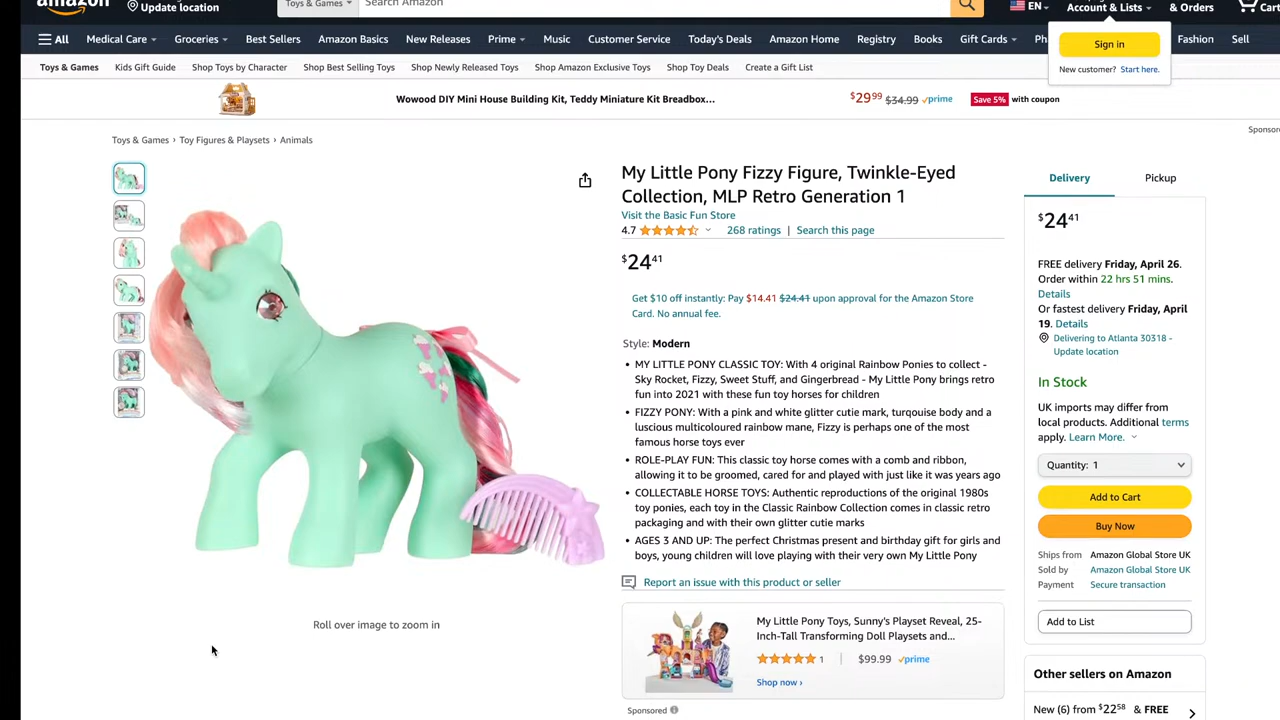 amazon
Update location
Toys & Games
Search Amazon
EN
Account & Lists
& Orders
Cart
All
Medical Care
Groceries
Best Sellers
Amazon Basics
New Releases
Prime
Music
Customer Service
Today's Deals
Amazon Home
Registry
Books
Gift Cards
Fashion
Sell
Sign in
New customer? Start here.
Toys & Games
Kids Gift Guide
Shop Toys by Character
Shop Best Selling Toys
Shop Newly Released Toys
Shop Amazon Exclusive Toys
Shop Toy Deals
Create a Gift List
Wowood DIY Mini House Building Kit, Teddy Miniature Kit Breadbox...
$29.99 $34.99 prime
Save 5% with coupon
Sponsored
Toys & Games › Toy Figures & Playsets › Animals
Roll over image to zoom in
My Little Pony Fizzy Figure, Twinkle-Eyed
Collection, MLP Retro Generation 1
Visit the Basic Fun Store
4.7
268 ratings | Search this page
$24 41
Get $10 off instantly: Pay $14.41 $24.41 upon approval for the Amazon Store
Card. No annual fee.
Style: Modern
• MY LITTLE PONY CLASSIC TOY: With 4 original Rainbow Ponies to collect -
Sky Rocket, Fizzy, Sweet Stuff, and Gingerbread - My Little Pony brings retro
fun into 2021 with these fun toy horses for children
• FIZZY PONY: With a pink and white glitter cutie mark, turqouise body and a
luscious multicoloured rainbow mane, Fizzy is perhaps one of the most
famous horse toys ever
• ROLE-PLAY FUN: This classic toy horse comes with a comb and ribbon,
allowing it to be groomed, cared for and played with just like it was years ago
• COLLECTABLE HORSE TOYS: Authentic reproductions of the original 1980s
toy ponies, each toy in the Classic Rainbow Collection comes in classic retro
packaging and with their own glitter cutie marks
• AGES 3 AND UP: The perfect Christmas present and birthday gift for girls and
boys, young children will love playing with their very own My Little Pony
Report an issue with this product or seller
My Little Pony Toys, Sunny's Playset Reveal, 25-
Inch-Tall Transforming Doll Playsets and...
1 | $99.99 prime
Shop now ›
Sponsored
Delivery
Pickup
$24 41
FREE delivery Friday, April 26.
Order within 22 hrs 51 mins.
Details
Or fastest delivery Friday, April
19. Details
Delivering to Atlanta 30318 -
Update location
In Stock
UK imports may differ from
local products. Additional terms
apply. Learn More.
Quantity: 1
Add to Cart
Buy Now
Ships from Amazon Global Store UK
Sold by Amazon Global Store UK
Payment Secure transaction
Add to List
Other sellers on Amazon
New (6) from $22 58 & FREE